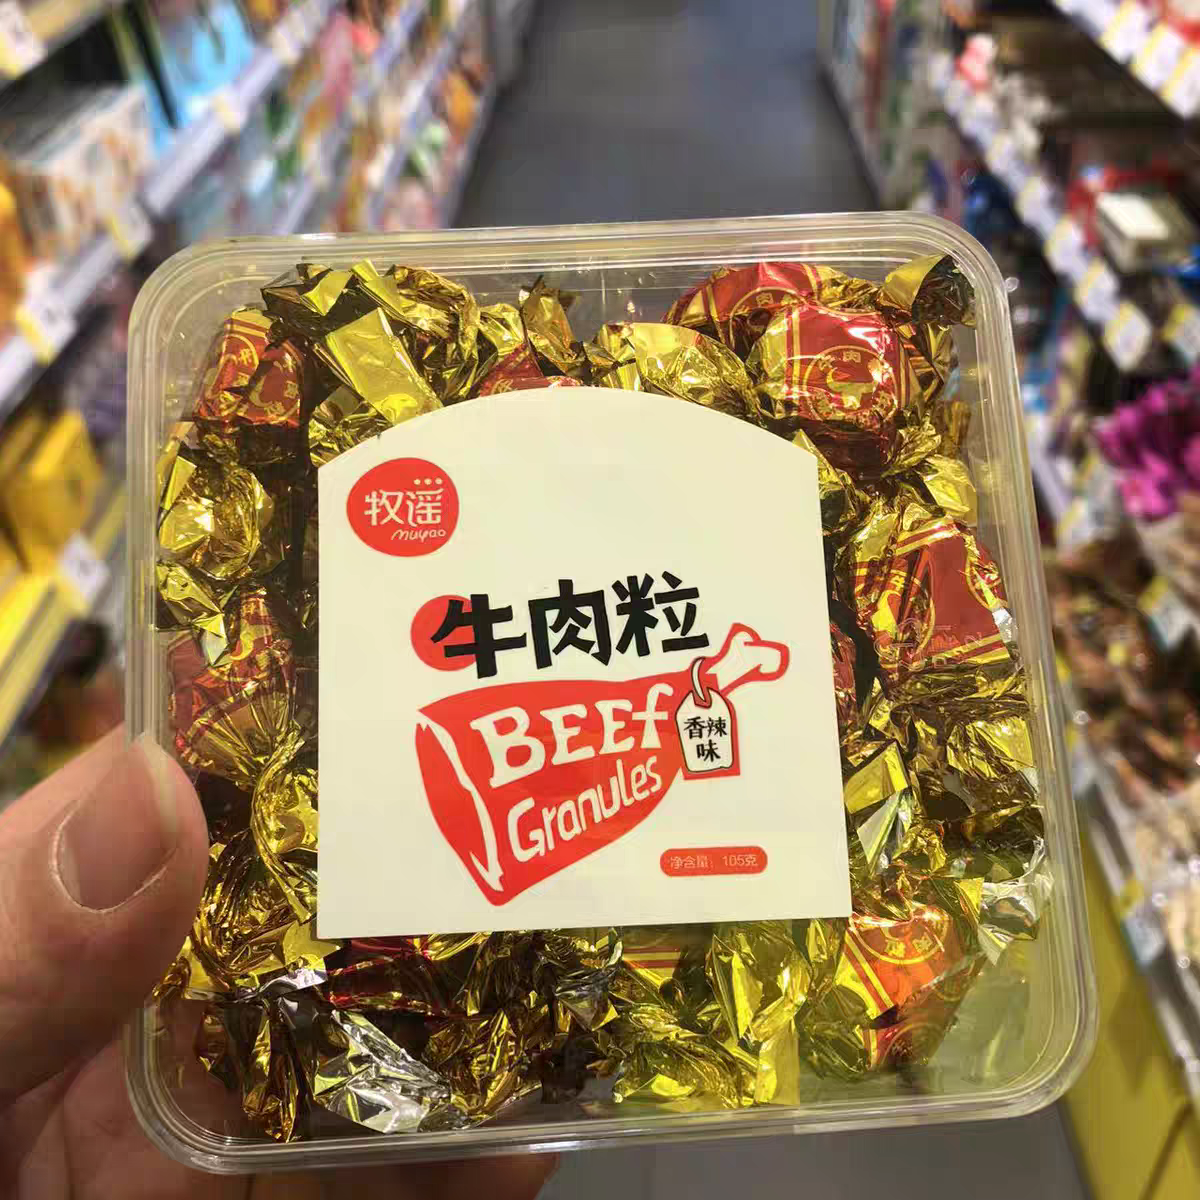 牧谣
muyao
牛肉粒
BEEf
Granules
香辣
味
净含量：105克